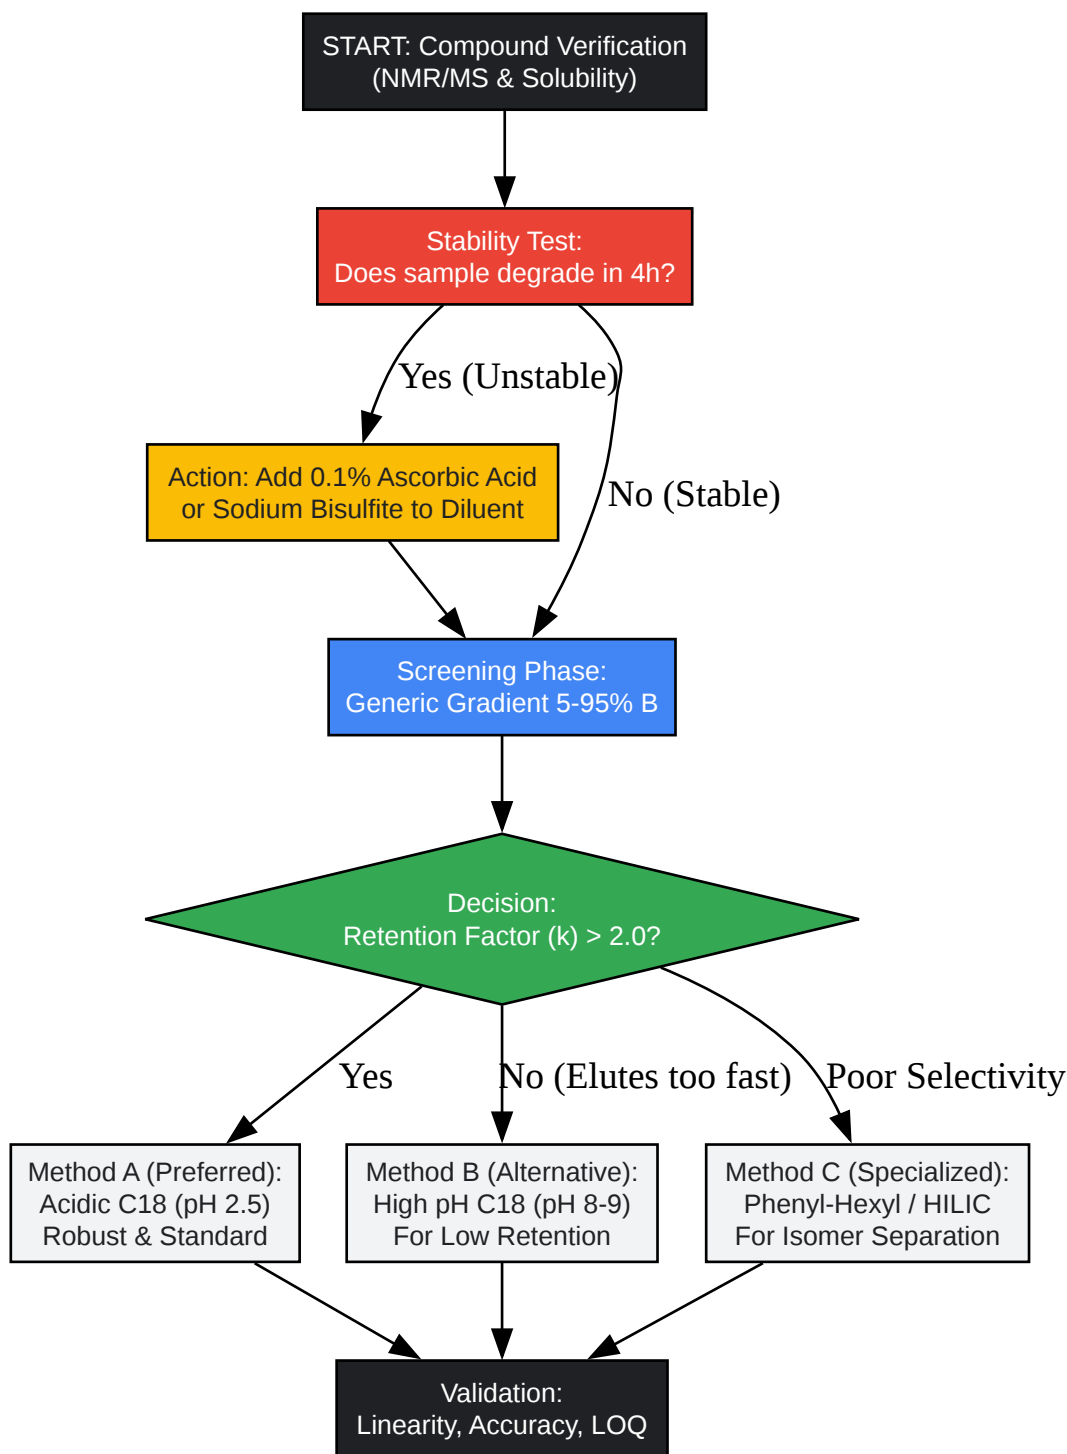 START: Compound Verification
(NMR/MS & Solubility)
Stability Test:
Does sample degrade in 4h?
Yes (Unstable)
No (Stable)
Action: Add 0.1% Ascorbic Acid
or Sodium Bisulfite to Diluent
Screening Phase:
Generic Gradient 5-95% B
Decision:
Retention Factor (k) > 2.0?
Yes
No (Elutes too fast)
Poor Selectivity
Method A (Preferred):
Acidic C18 (pH 2.5)
Robust & Standard
Method B (Alternative):
High pH C18 (pH 8-9)
For Low Retention
Method C (Specialized):
Phenyl-Hexyl / HILIC
For Isomer Separation
Validation:
Linearity, Accuracy, LOQ